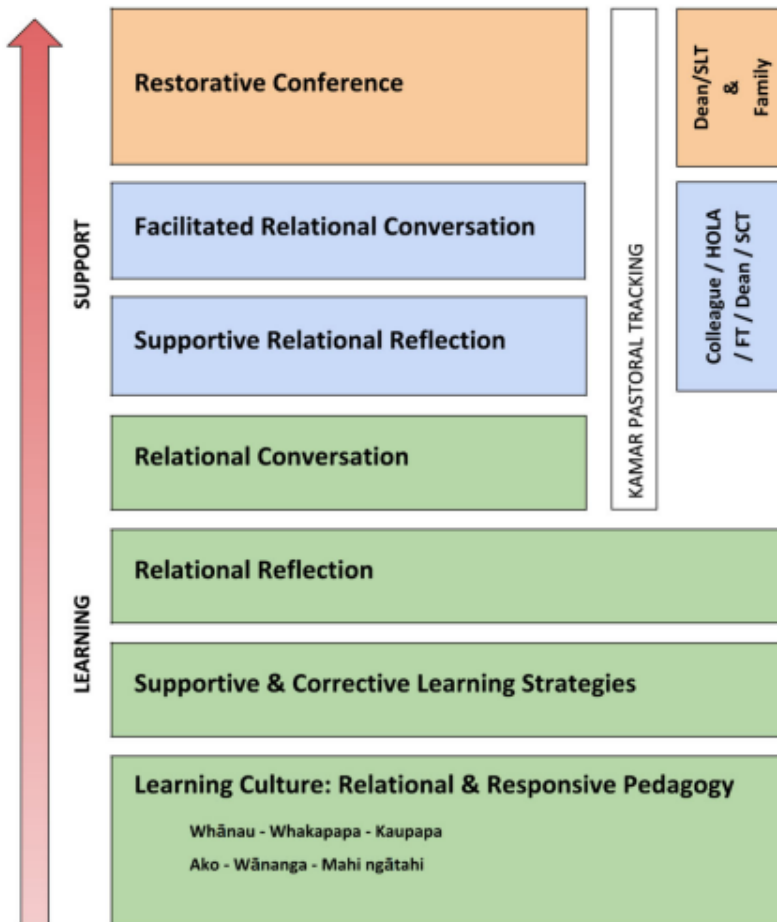 Restorative Conference
Dean/SLT
&
Family
SUPPORT
Facilitated Relational Conversation
Supportive Relational Reflection
Colleague / HOLA
/ FT / Dean / SCT
KAMAR PASTORAL TRACKING
Relational Conversation
LEARNING
Relational Reflection
Supportive & Corrective Learning Strategies
Learning Culture: Relational & Responsive Pedagogy
Whānau - Whakapapa - Kaupapa
Ako - Wānanga - Mahi ngātahi